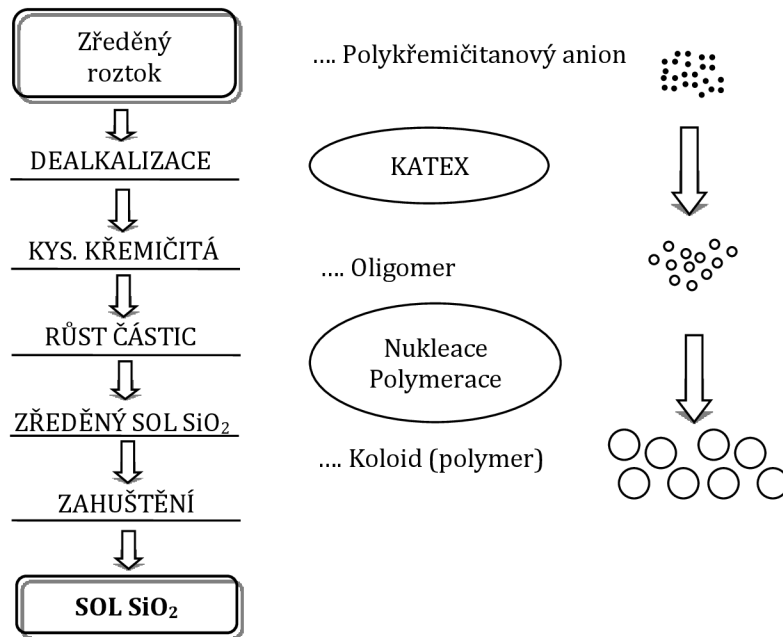 Zředěný
roztok
.... Polykřemičitanový anion
DEALKALIZACE
KATEX
KYS. KŘEMIČITÁ
.... Oligomer
RŮST ČÁSTIC
Nukleace
Polymerace
ZŘEDĚNÝ SOL SiO₂
.... Koloid (polymer)
ZAHUŠTĚNÍ
SOL SiO₂